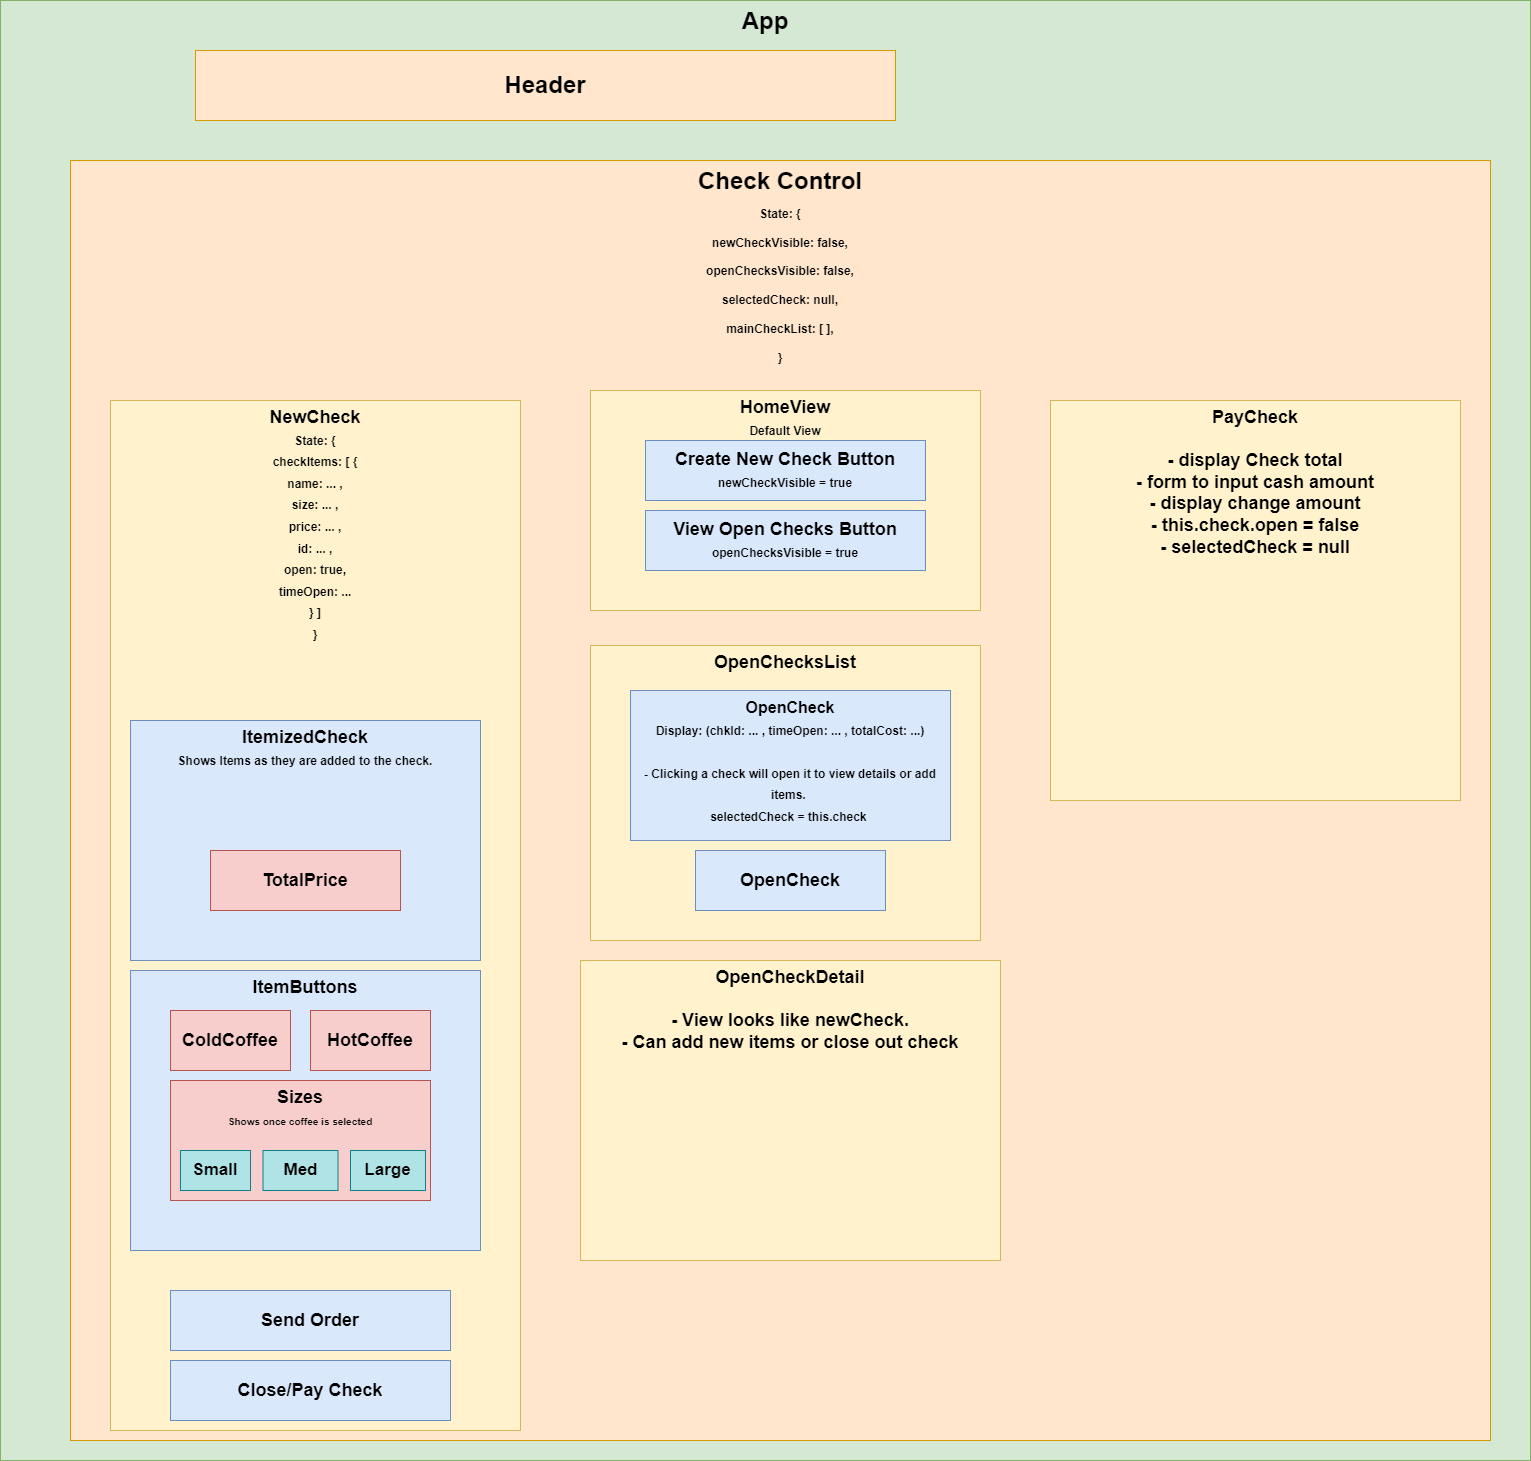 App
Header
Check Control
State: {
newCheckVisible: false,
openChecksVisible: false,
selectedCheck: null,
mainCheckList: [ ],
}
NewCheck
State: {
checkItems: [ {
name: ... ,
size: ... ,
price: ... ,
id: ... ,
open: true,
timeOpen: ...
} ]
}
ItemizedCheck
Shows Items as they are added to the check.
TotalPrice
ItemButtons
ColdCoffee
HotCoffee
Sizes
Shows once coffee is selected
Small
Med
Large
Send Order
Close/Pay Check
HomeView
Default View
Create New Check Button
newCheckVisible = true
View Open Checks Button
openChecksVisible = true
OpenChecksList
OpenCheck
Display: (chkId: ... , timeOpen: ... , totalCost: ...)
- Clicking a check will open it to view details or add
items.
selectedCheck = this.check
OpenCheck
OpenCheckDetail
- View looks like newCheck.
- Can add new items or close out check
PayCheck
- display Check total
- form to input cash amount
- display change amount
- this.check.open = false
- selectedCheck = null